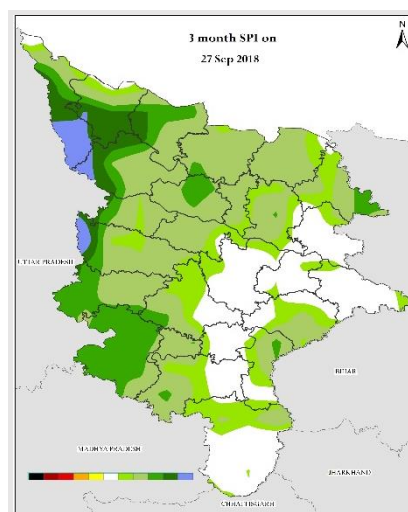 3 month SPI on
27 Sep 2018
N
UTTAR PRADESH
BIHAR
MADHYA PRADESH
JHARKHAND
CHHATTISGARH